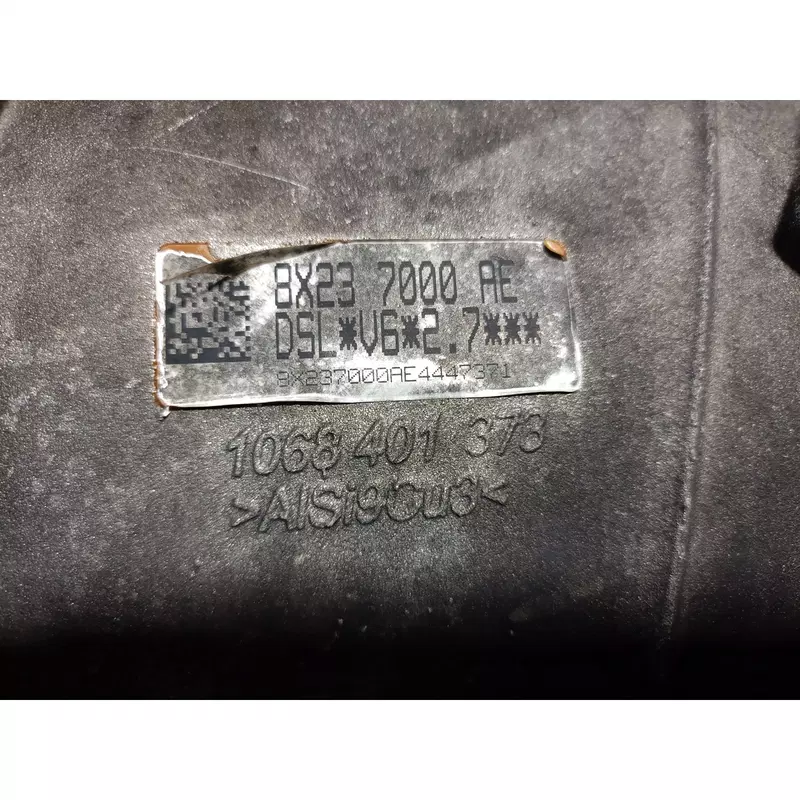 8X23 7000 AE
DSL*V6*2.7***
8X237000AE4447371
1068 401 373
>AlSi9Cu3<